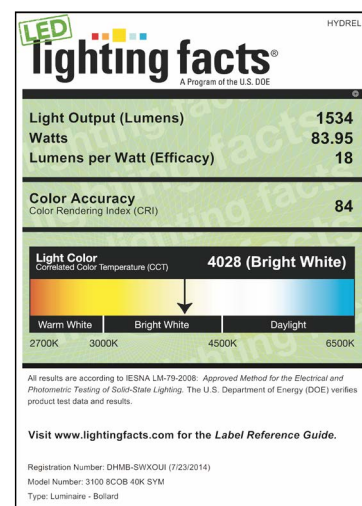 HYDREL
LED
lighting facts®
A Program of the U.S. DOE
Light Output (Lumens) 1534
Watts 83.95
Lumens per Watt (Efficacy) 18
Color Accuracy
Color Rendering Index (CRI) 84
Light Color
Correlated Color Temperature (CCT) 4028 (Bright White)
Warm White Bright White Daylight
2700K 3000K 4500K 6500K
All results are according to IESNA LM-79-2008: Approved Method for the Electrical and
Photometric Testing of Solid-State Lighting. The U.S. Department of Energy (DOE) verifies
product test data and results.
Visit www.lightingfacts.com for the Label Reference Guide.
Registration Number: DHMB-SWXOUI (7/23/2014)
Model Number: 3100 8COB 40K SYM
Type: Luminaire - Bollard